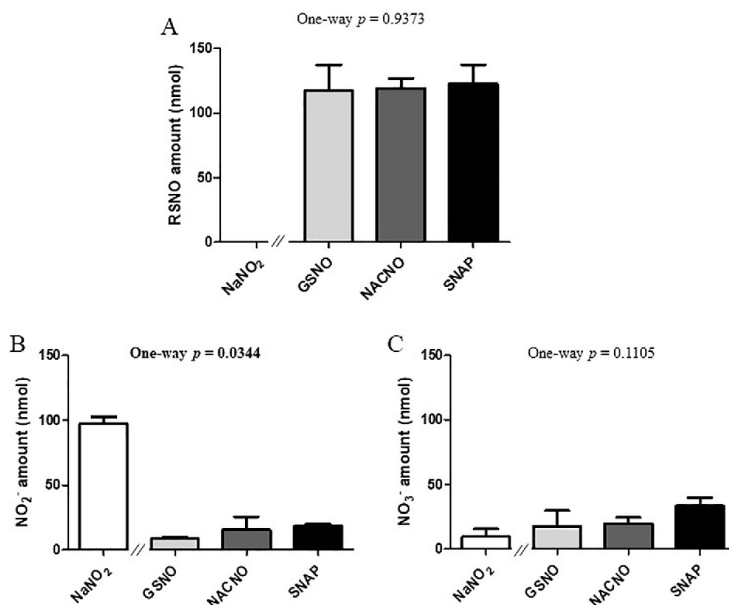 A
One-way p = 0.9373
RSNO amount (nmol)
150
100
50
0
//
NaNO₂
GSNO
NACNO
SNAP
B
One-way p = 0.0344
NO₂⁻ amount (nmol)
150
100
50
0
//
NaNO₂
GSNO
NACNO
SNAP
C
One-way p = 0.1105
NO₃⁻ amount (nmol)
150
100
50
0
//
NaNO₂
GSNO
NACNO
SNAP